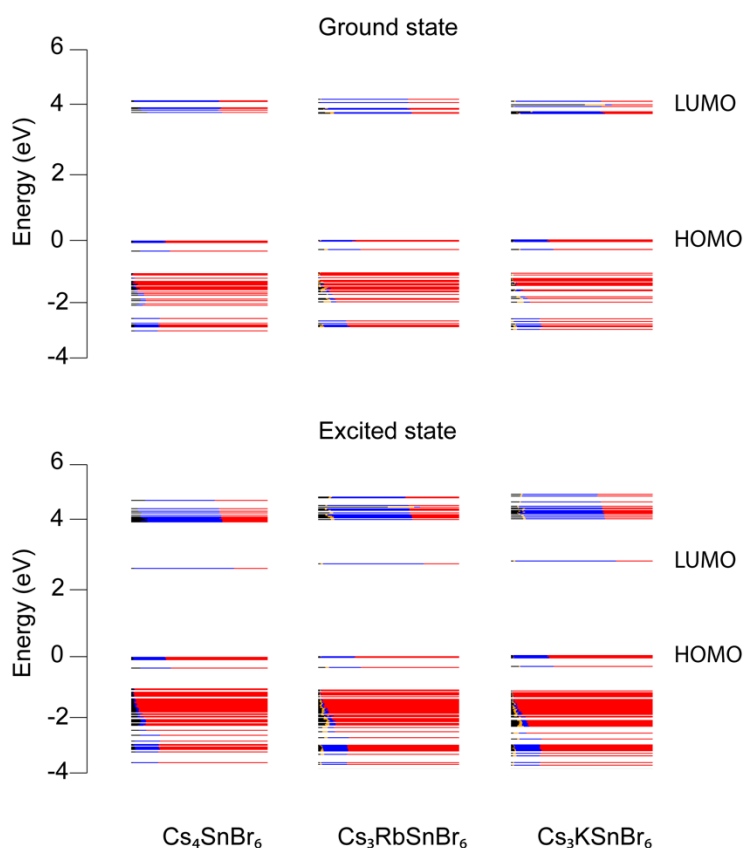 Ground state
6
4
2
0
-2
-4
Energy (eV)
LUMO
HOMO
Excited state
6
4
2
0
-2
-4
Energy (eV)
LUMO
HOMO
Cs₄SnBr₆ Cs₃RbSnBr₆ Cs₃KSnBr₆